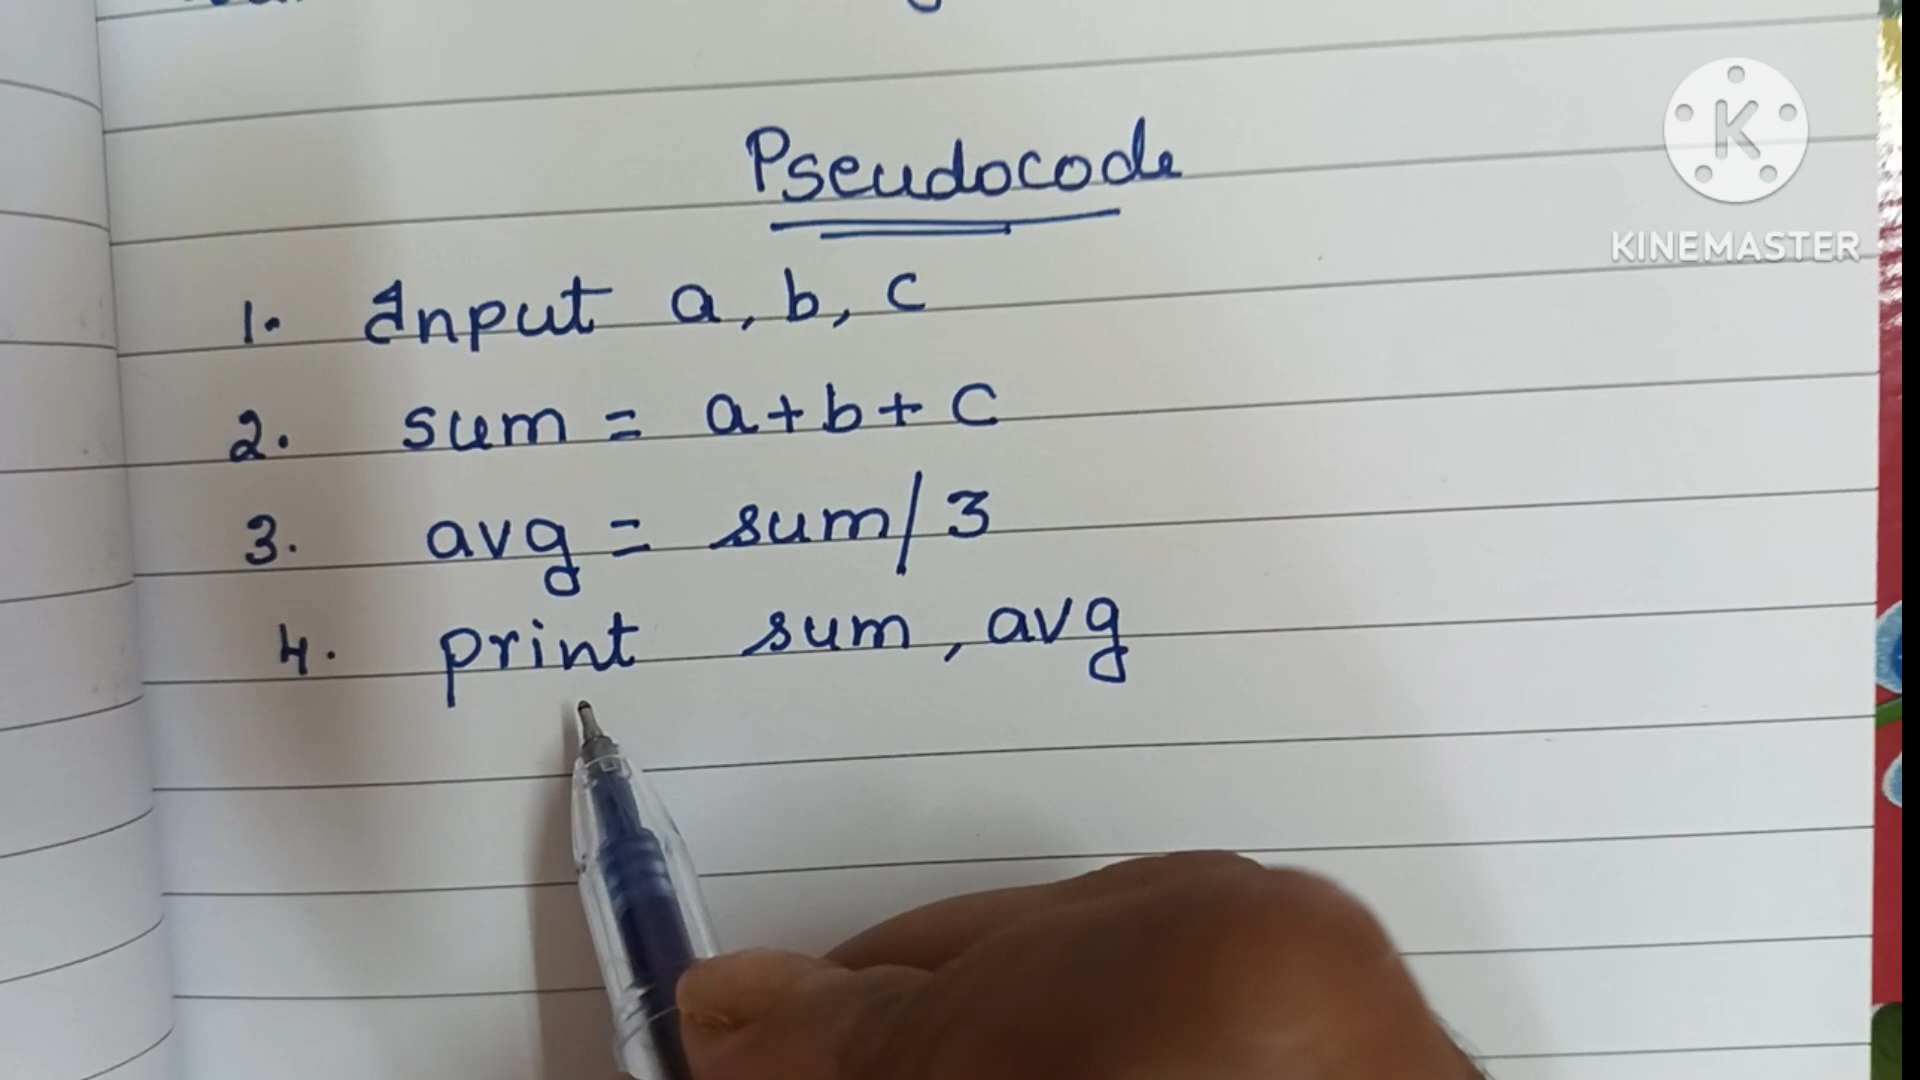 Pseudocode
1. Input a, b, c
2. sum = a+b+c
3. avg = sum/3
4. print sum, avg
K
KINEMASTER